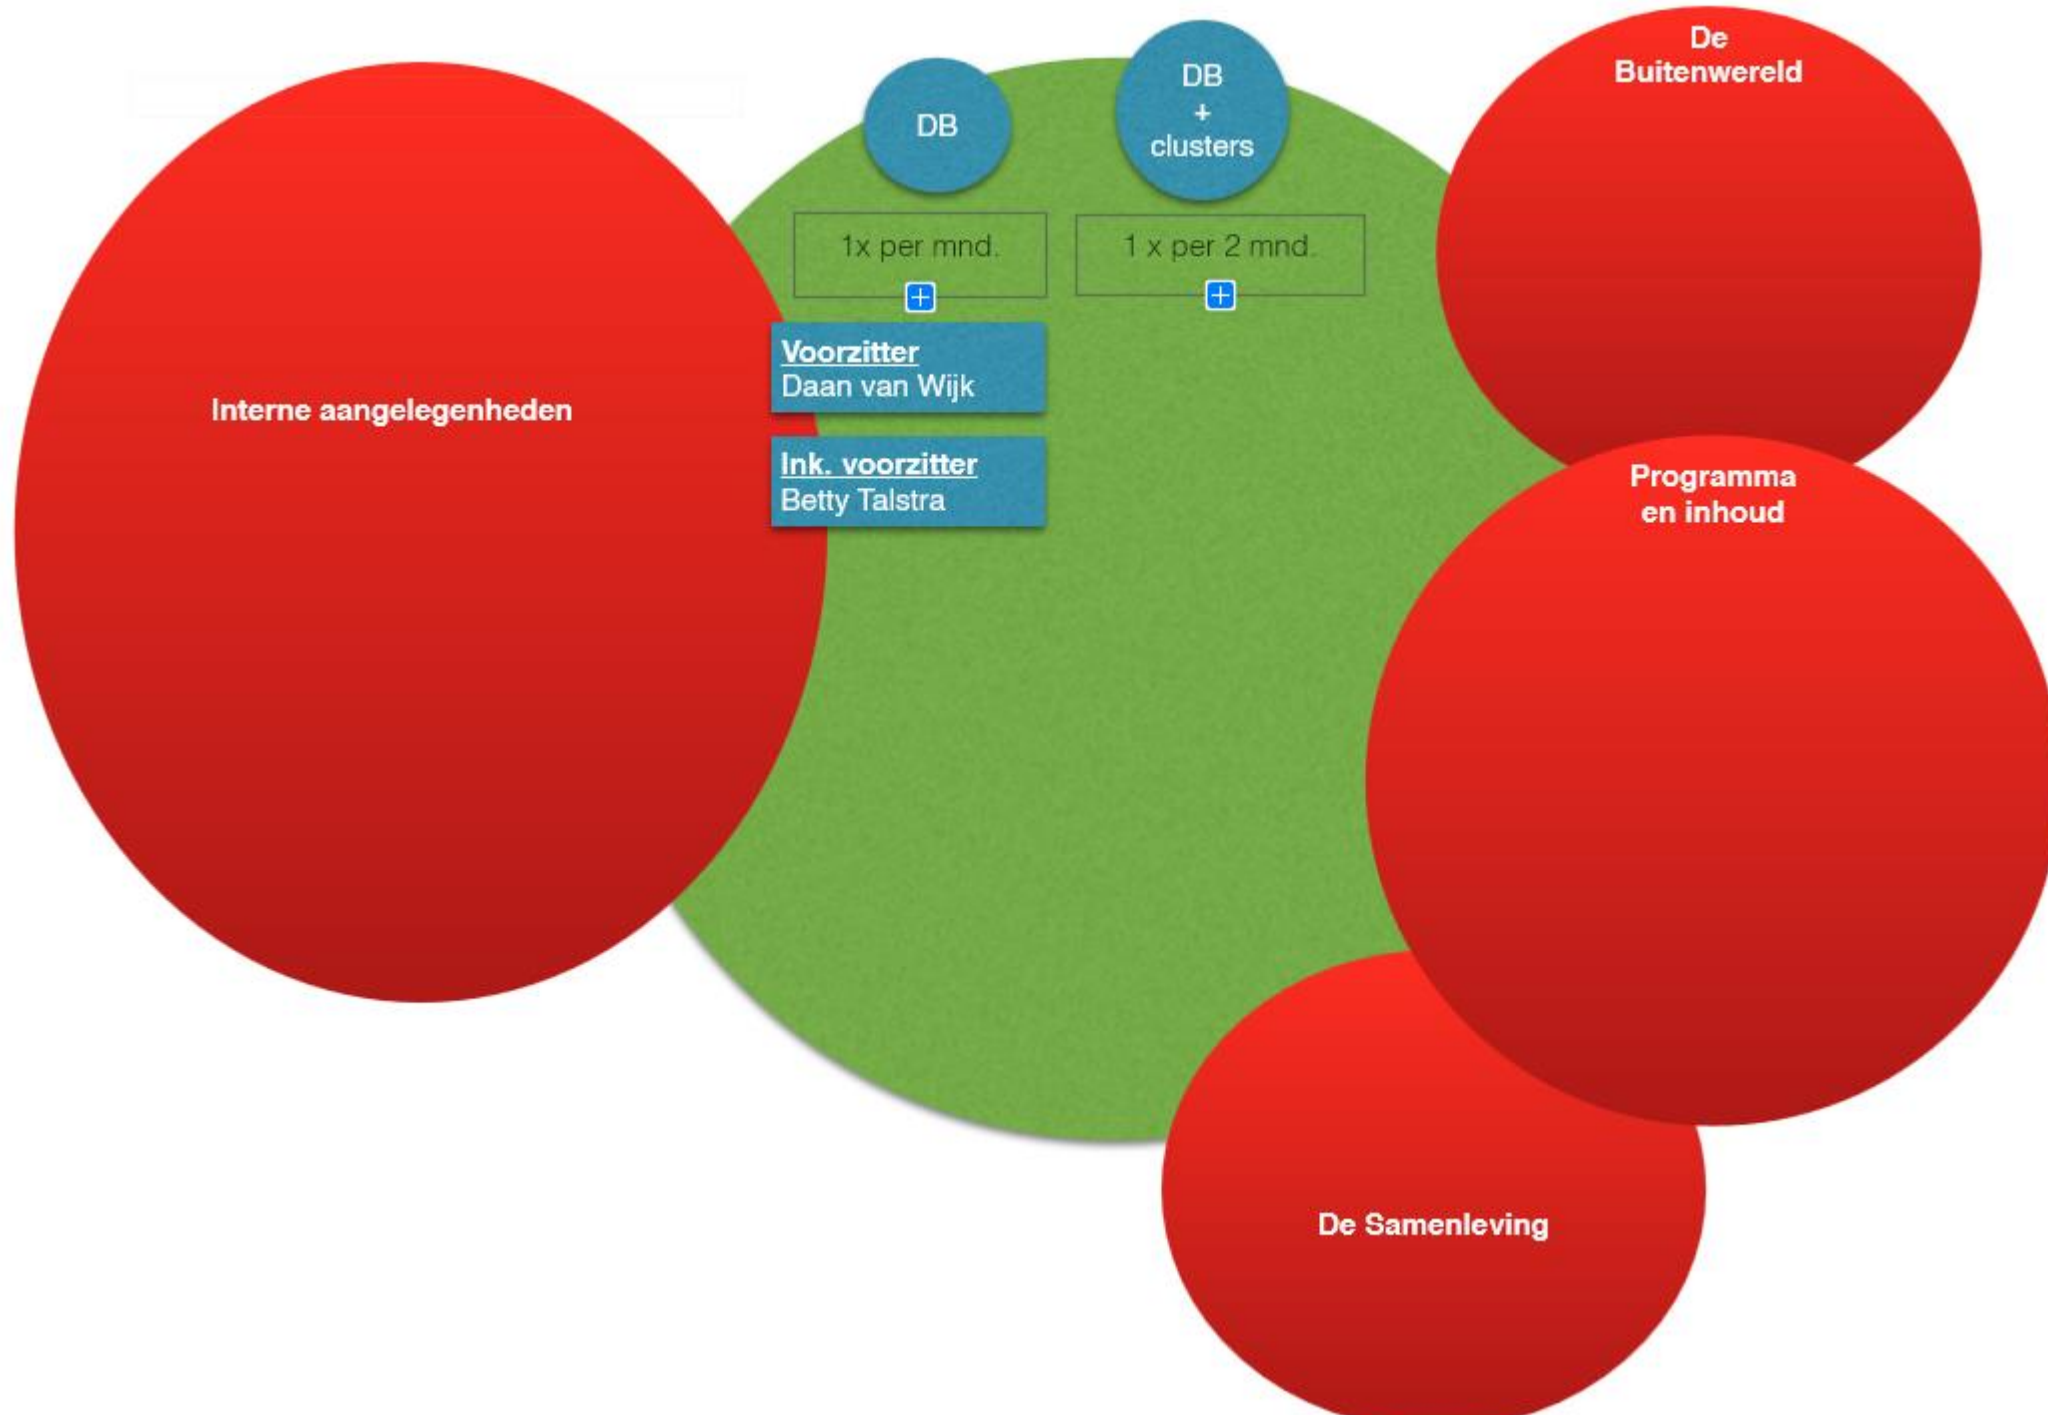 De
Buitenwereld
DB
DB
+
clusters
1x per mnd.
1 x per 2 mnd.
Voorzitter
Daan van Wijk
Interne aangelegenheden
Ink. voorzitter
Betty Talstra
Programma
en inhoud
De Samenleving